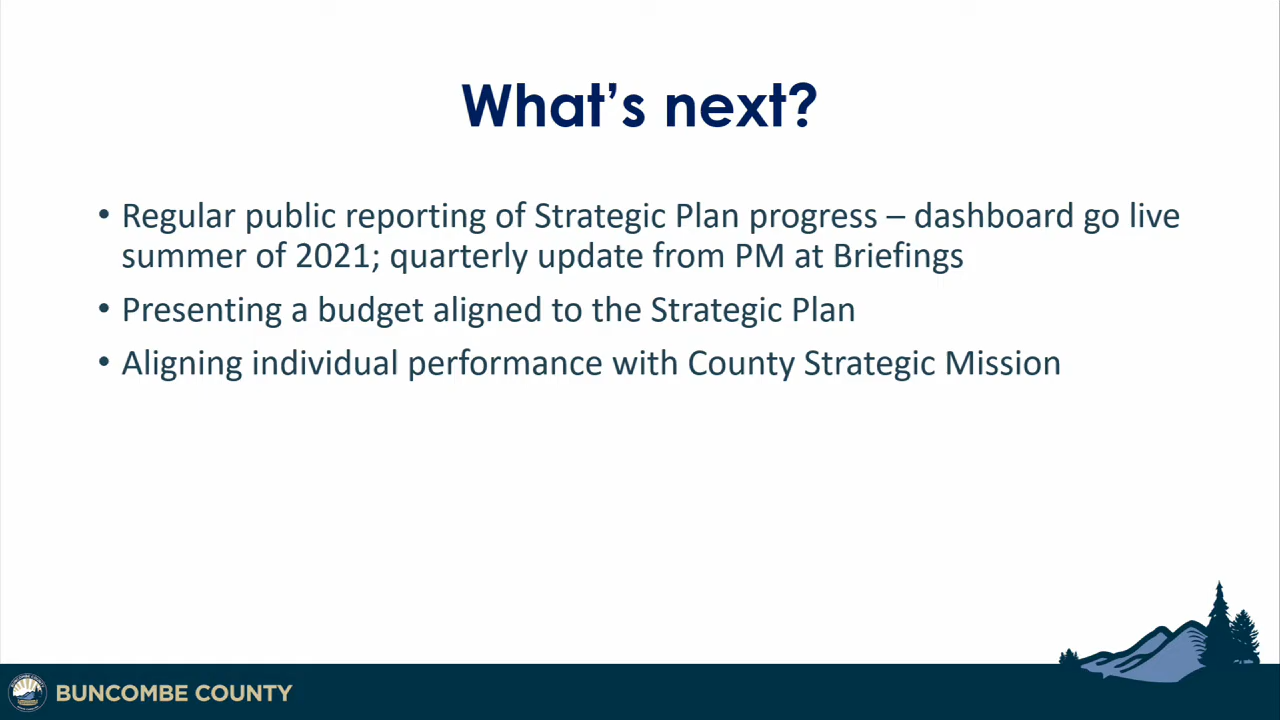 What's next?
• Regular public reporting of Strategic Plan progress – dashboard go live
summer of 2021; quarterly update from PM at Briefings
• Presenting a budget aligned to the Strategic Plan
• Aligning individual performance with County Strategic Mission
BUNCOMBE COUNTY